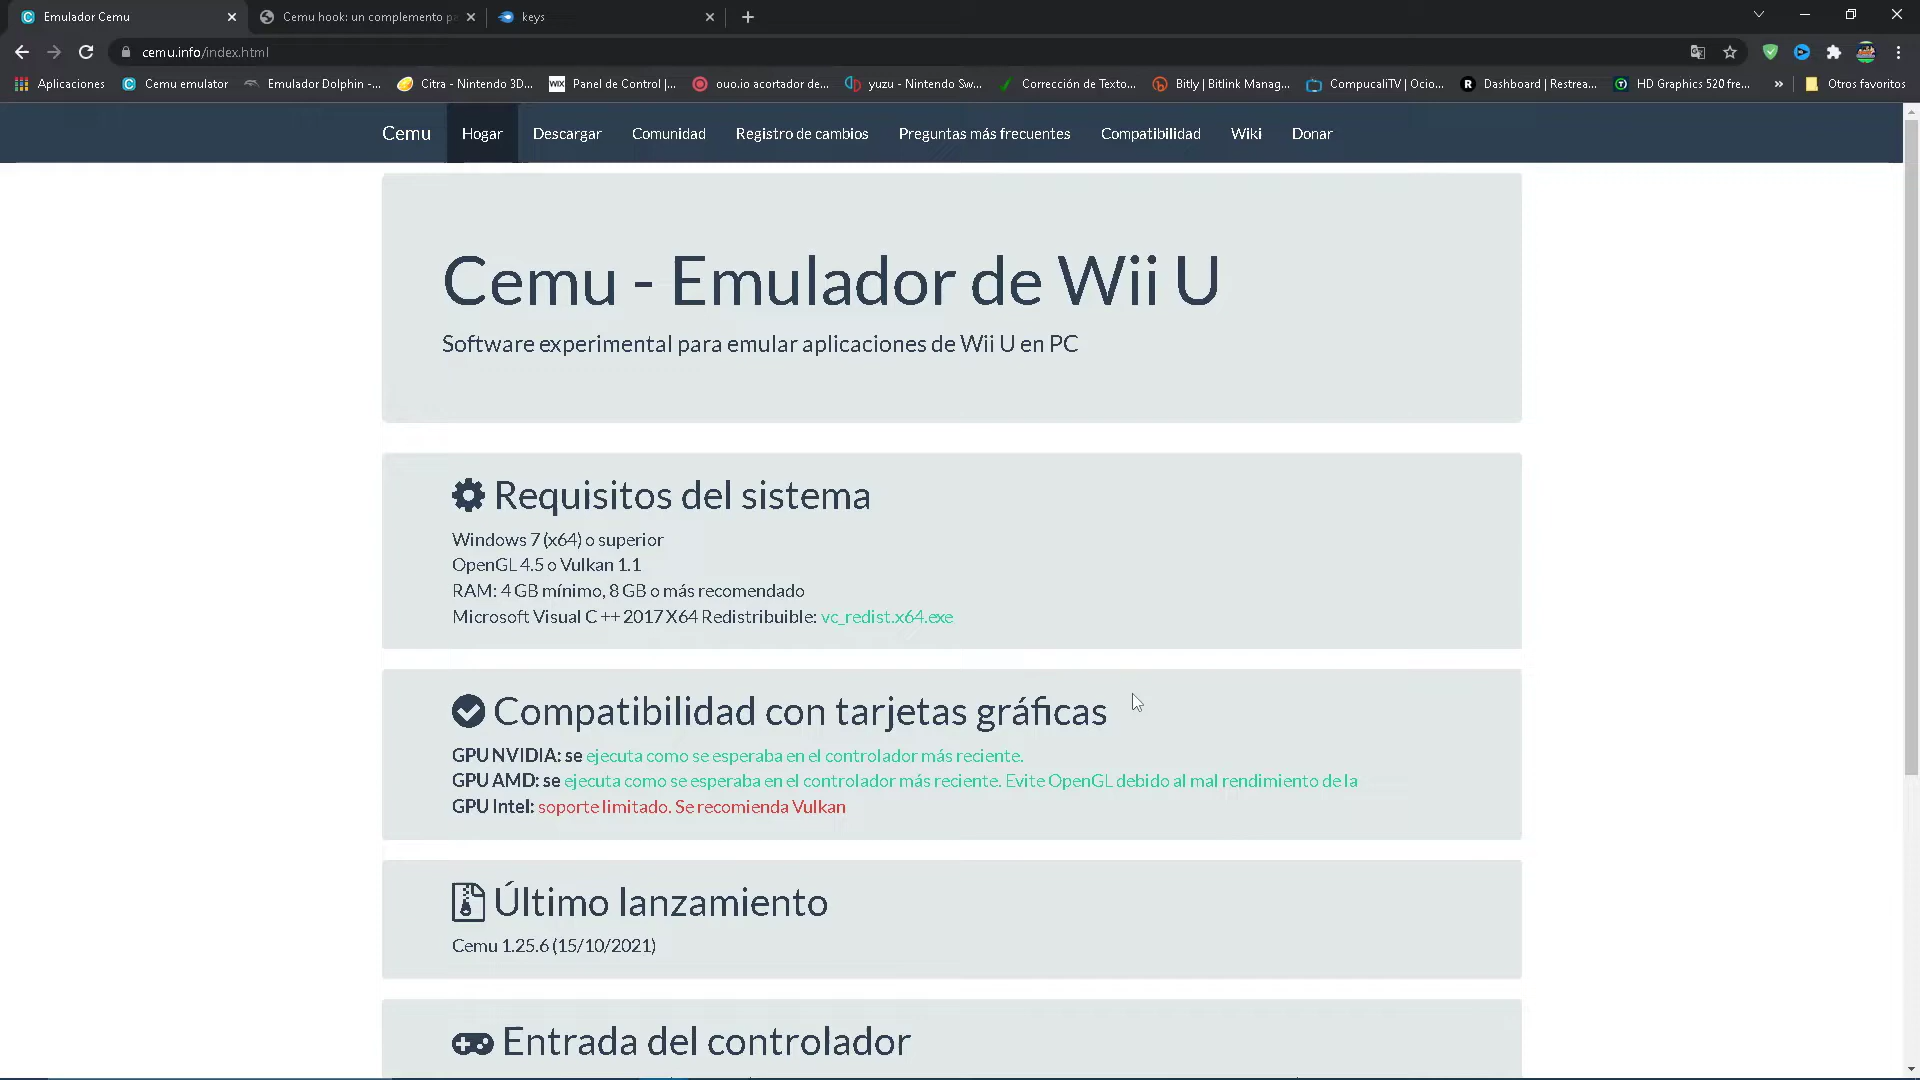 Emulador Cemu
Cemu hook: un complemento pa
keys
cemu.info/index.html
Aplicaciones
Cemu emulator
Emulador Dolphin -...
Citra - Nintendo 3D...
WIX
Panel de Control |...
ouo.io acortador de...
yuzu - Nintendo Sw...
Corrección de Texto...
Bitly | Bitlink Manag...
CompucaliTV | Ocio...
Dashboard | Restrea...
HD Graphics 520 fre...
»
Otros favoritos
Cemu
Hogar
Descargar
Comunidad
Registro de cambios
Preguntas más frecuentes
Compatibilidad
Wiki
Donar
Cemu - Emulador de Wii U
Software experimental para emular aplicaciones de Wii U en PC
Requisitos del sistema
Windows 7 (x64) o superior
OpenGL 4.5 o Vulkan 1.1
RAM: 4 GB mínimo, 8 GB o más recomendado
Microsoft Visual C ++ 2017 X64 Redistribuible: vc_redist.x64.exe
Compatibilidad con tarjetas gráficas
GPU NVIDIA: se ejecuta como se esperaba en el controlador más reciente.
GPU AMD: se ejecuta como se esperaba en el controlador más reciente. Evite OpenGL debido al mal rendimiento de la
GPU Intel: soporte limitado. Se recomienda Vulkan
Último lanzamiento
Cemu 1.25.6 (15/10/2021)
Entrada del controlador